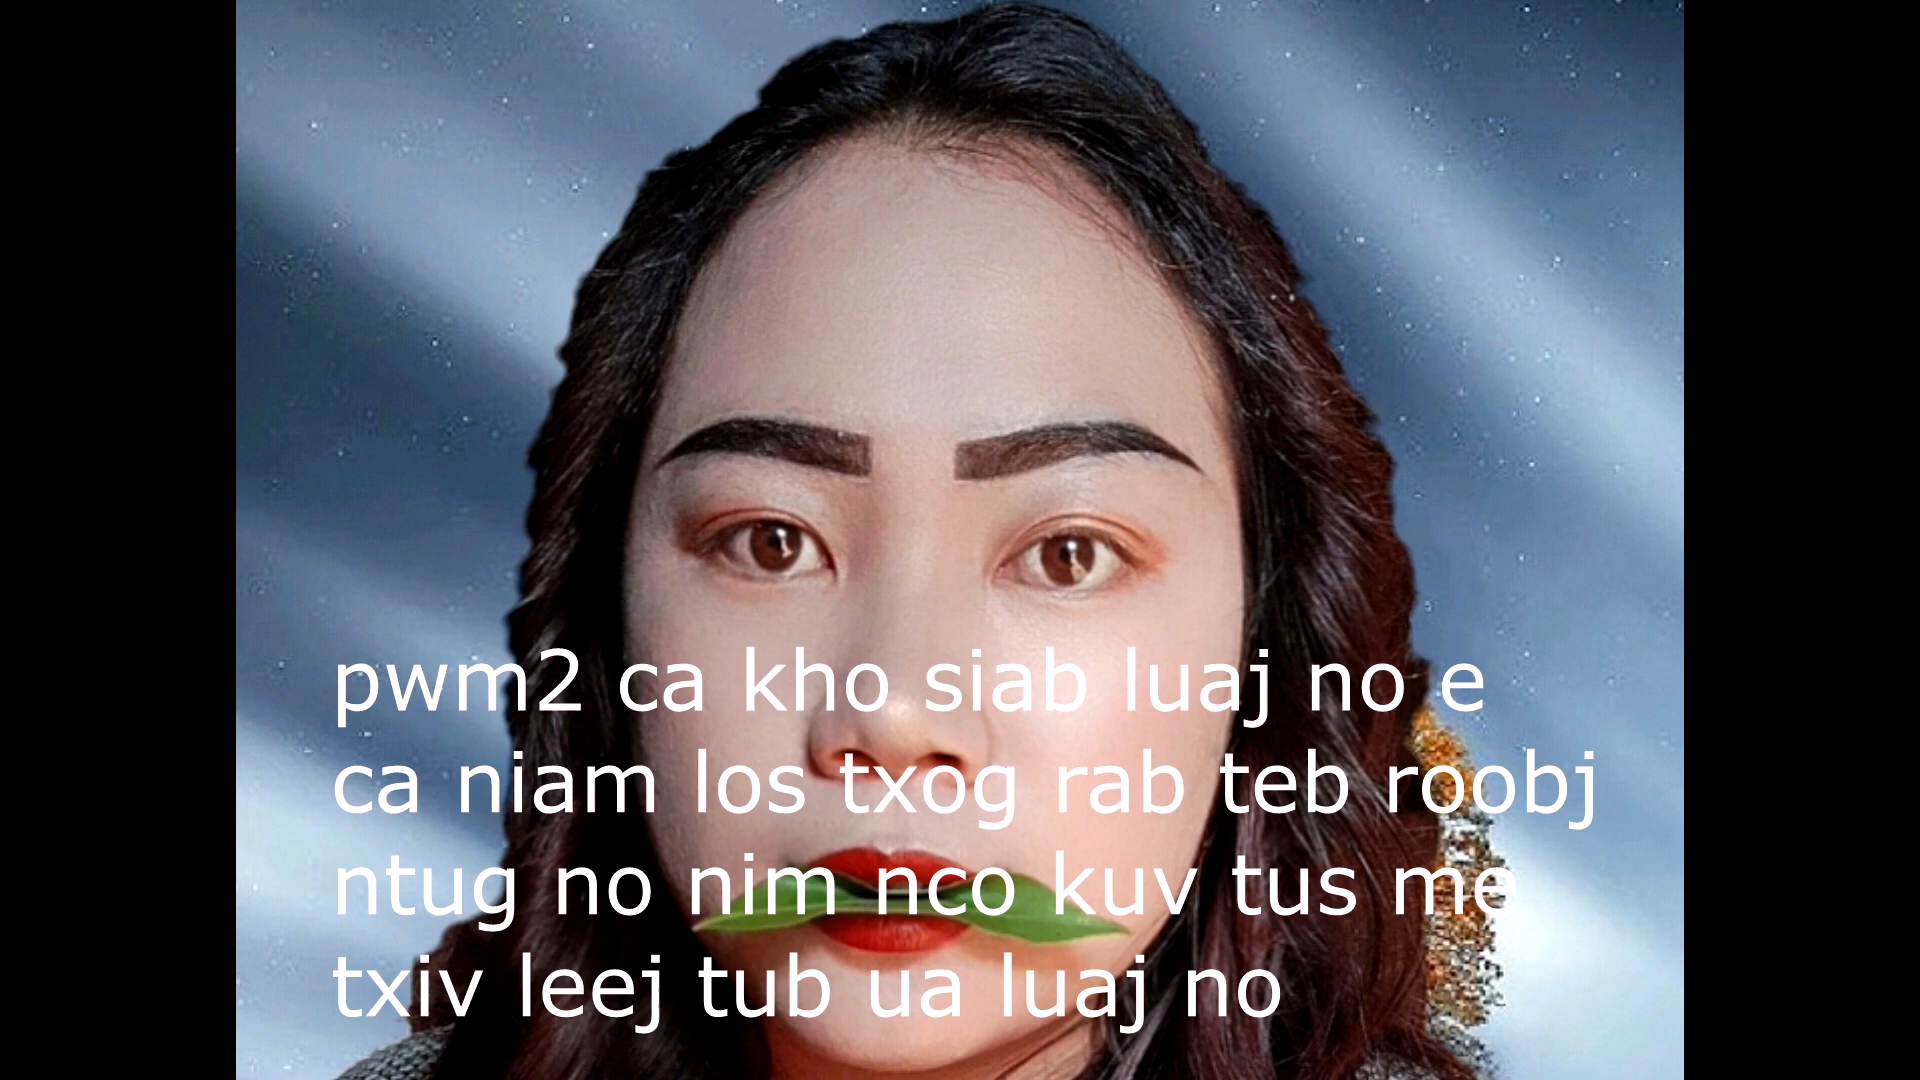 pwm2 ca kho siab luaj no e
ca niam los txog rab teb roobj
ntug no nim nco kuv tus me
txiv leej tub ua luaj no